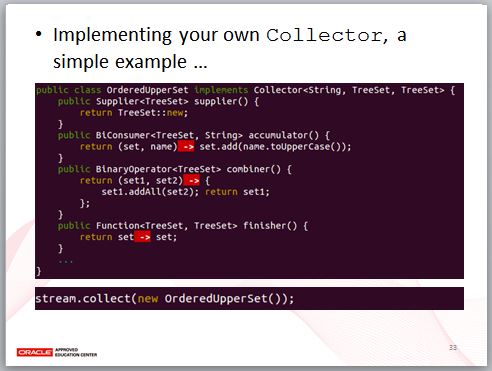 • Implementing your own Collector, a
simple example ...
public class OrderedUpperSet implements Collector<String, TreeSet, TreeSet> {
    public Supplier<TreeSet> supplier() {
        return TreeSet::new;
    }
    public BiConsumer<TreeSet, String> accumulator() {
        return (set, name) -> set.add(name.toUpperCase());
    }
    public BinaryOperator<TreeSet> combiner() {
        return (set1, set2) -> {
            set1.addAll(set2); return set1;
        };
    }
    public Function<TreeSet, TreeSet> finisher() {
        return set -> set;
    }
    ...
}
stream.collect(new OrderedUpperSet());
ORACLE APPROVED
EDUCATION CENTER
33